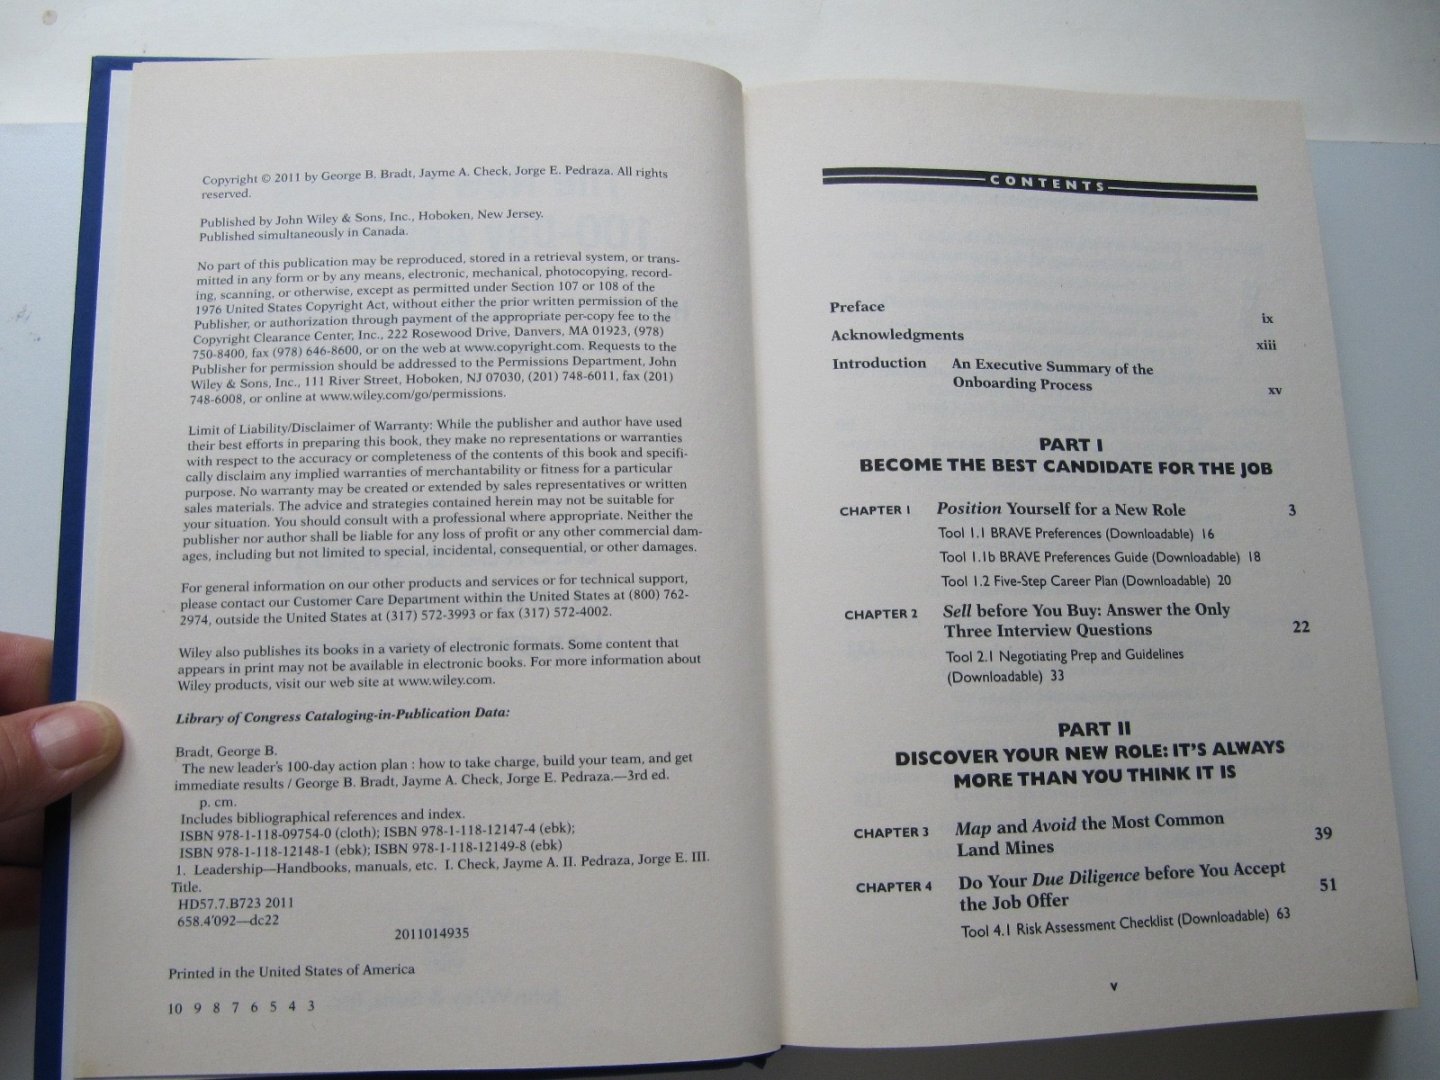 Copyright © 2011 by George B. Bradt, Jayme A. Check, Jorge E. Pedraza. All rights
reserved.
Published by John Wiley & Sons, Inc., Hoboken, New Jersey.
Published simultaneously in Canada.
No part of this publication may be reproduced, stored in a retrieval system, or trans-
mitted in any form or by any means, electronic, mechanical, photocopying, record-
ing, scanning, or otherwise, except as permitted under Section 107 or 108 of the
1976 United States Copyright Act, without either the prior written permission of the
Publisher, or authorization through payment of the appropriate per-copy fee to the
Copyright Clearance Center, Inc., 222 Rosewood Drive, Danvers, MA 01923, (978)
750-8400, fax (978) 646-8600, or on the web at www.copyright.com. Requests to the
Publisher for permission should be addressed to the Permissions Department, John
Wiley & Sons, Inc., 111 River Street, Hoboken, NJ 07030, (201) 748-6011, fax (201)
748-6008, or online at www.wiley.com/go/permissions.
Limit of Liability/Disclaimer of Warranty: While the publisher and author have used
their best efforts in preparing this book, they make no representations or warranties
with respect to the accuracy or completeness of the contents of this book and specifi-
cally disclaim any implied warranties of merchantability or fitness for a particular
purpose. No warranty may be created or extended by sales representatives or written
sales materials. The advice and strategies contained herein may not be suitable for
your situation. You should consult with a professional where appropriate. Neither the
publisher nor author shall be liable for any loss of profit or any other commercial dam-
ages, including but not limited to special, incidental, consequential, or other damages.
For general information on our other products and services or for technical support,
please contact our Customer Care Department within the United States at (800) 762-
2974, outside the United States at (317) 572-3993 or fax (317) 572-4002.
Wiley also publishes its books in a variety of electronic formats. Some content that
appears in print may not be available in electronic books. For more information about
Wiley products, visit our web site at www.wiley.com.
Library of Congress Cataloging-in-Publication Data:
Bradt, George B.
The new leader's 100-day action plan : how to take charge, build your team, and get
immediate results / George B. Bradt, Jayme A. Check, Jorge E. Pedraza.—3rd ed.
p. cm.
Includes bibliographical references and index.
ISBN 978-1-118-09754-0 (cloth); ISBN 978-1-118-12147-4 (ebk);
ISBN 978-1-118-12148-1 (ebk); ISBN 978-1-118-12149-8 (ebk)
1. Leadership—Handbooks, manuals, etc. I. Check, Jayme A. II. Pedraza, Jorge E. III.
Title.
HD57.7.B723 2011
658.4'092—dc22
2011014935
Printed in the United States of America
10 9 8 7 6 5 4 3
CONTENTS
Preface ix
Acknowledgments xiii
Introduction An Executive Summary of the
Onboarding Process xv
PART I
BECOME THE BEST CANDIDATE FOR THE JOB
CHAPTER 1 Position Yourself for a New Role 3
Tool 1.1 BRAVE Preferences (Downloadable) 16
Tool 1.1b BRAVE Preferences Guide (Downloadable) 18
Tool 1.2 Five-Step Career Plan (Downloadable) 20
CHAPTER 2 Sell before You Buy: Answer the Only
Three Interview Questions 22
Tool 2.1 Negotiating Prep and Guidelines
(Downloadable) 33
PART II
DISCOVER YOUR NEW ROLE: IT'S ALWAYS
MORE THAN YOU THINK IT IS
CHAPTER 3 Map and Avoid the Most Common
Land Mines 39
CHAPTER 4 Do Your Due Diligence before You Accept
the Job Offer 51
Tool 4.1 Risk Assessment Checklist (Downloadable) 63
v